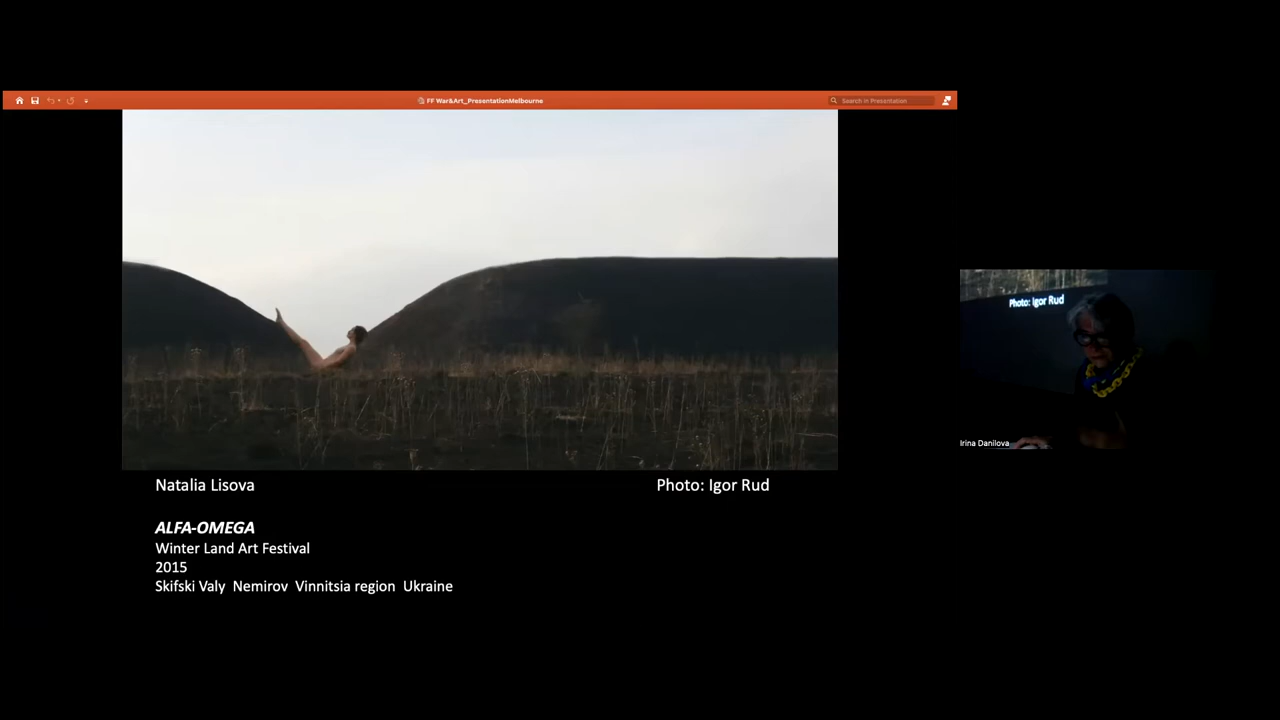 FF War&Art_PresentationMelbourne
Search in Presentation
Photo: Igor Rud
Irina Danilova
Natalia Lisova
Photo: Igor Rud
ALFA-OMEGA
Winter Land Art Festival
2015
Skifski Valy Nemirov Vinnitsia region Ukraine